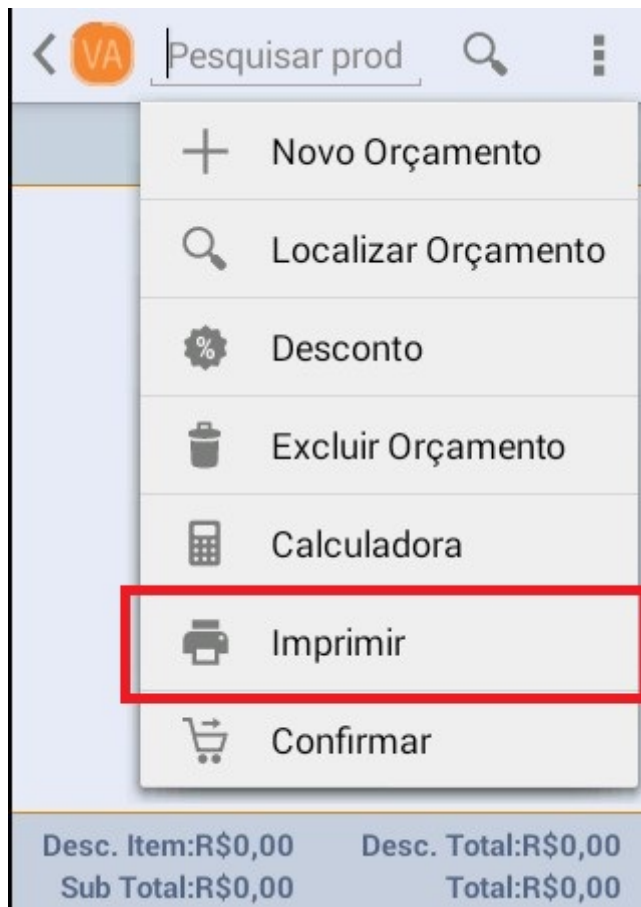 VA Pesquisar prod
Novo Orçamento
Localizar Orçamento
%
Desconto
Excluir Orçamento
Calculadora
Imprimir
Confirmar
Desc. Item:R$0,00 Desc. Total:R$0,00
Sub Total:R$0,00 Total:R$0,00